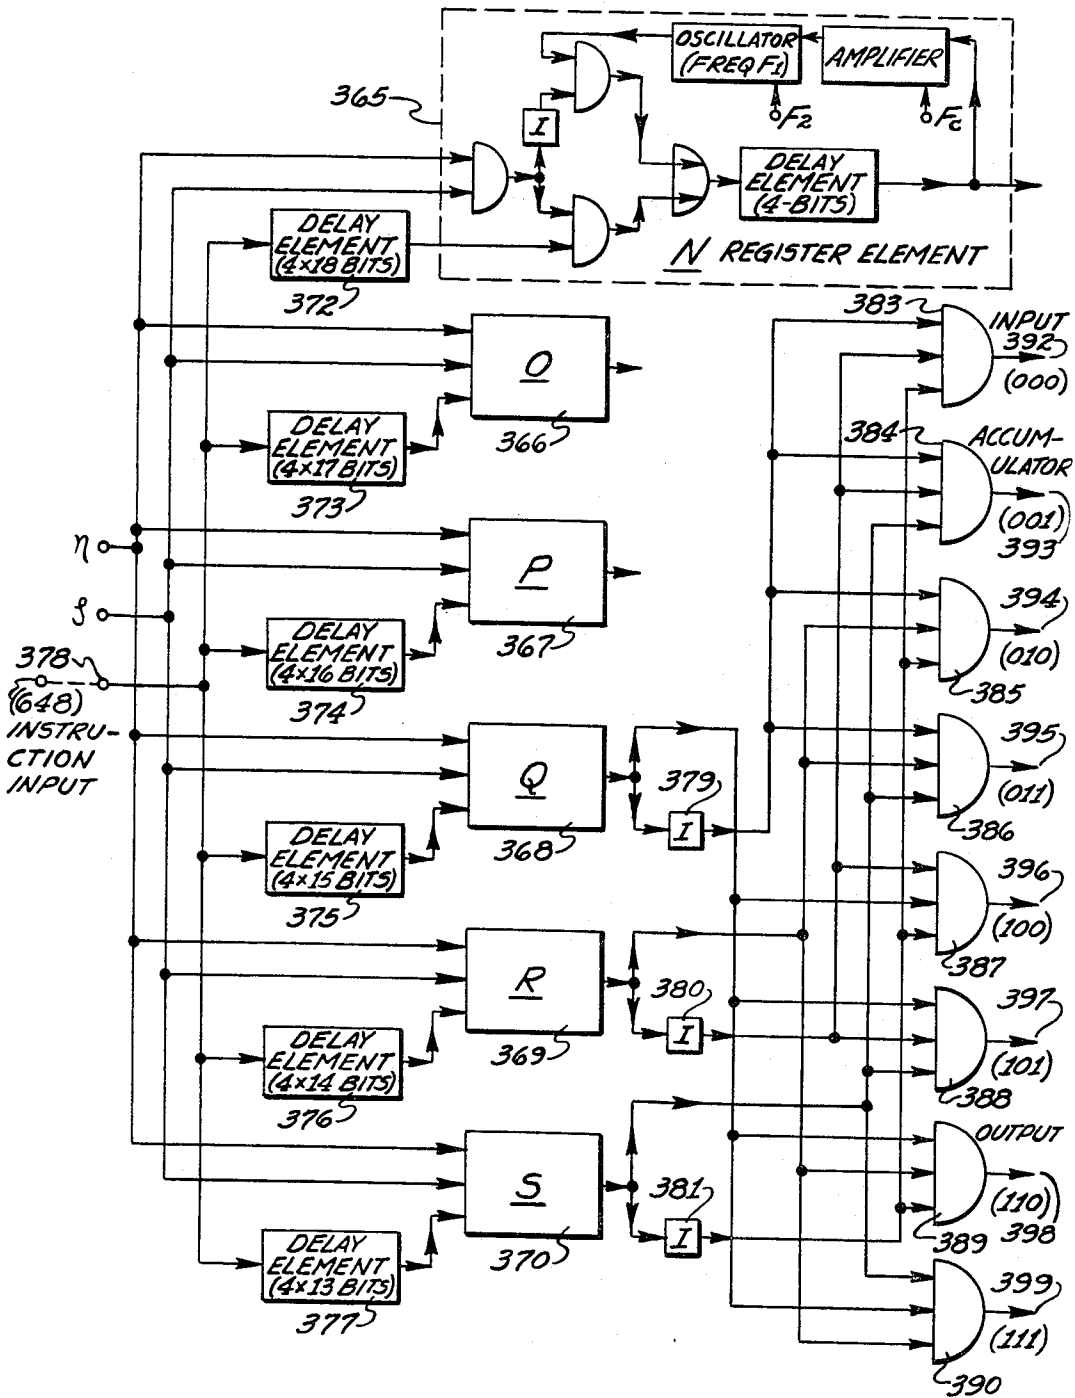 365
OSCILLATOR
(FREQ F1)
AMPLIFIER
F2
Fc
I
DELAY
ELEMENT
(4-BITS)
N REGISTER ELEMENT
DELAY
ELEMENT
(4×18 BITS)
372
O
366
DELAY
ELEMENT
(4×17 BITS)
373
P
367
DELAY
ELEMENT
(4×16 BITS)
374
η
378
(648)
INSTRU-
CTION
INPUT
Q
368
379
I
DELAY
ELEMENT
(4×15 BITS)
375
R
369
380
I
DELAY
ELEMENT
(4×14 BITS)
376
S
370
381
I
DELAY
ELEMENT
(4×13 BITS)
377
383
INPUT
392
(000)
384
ACCUM-
ULATOR
(001)
393
394
(010)
385
395
(011)
386
396
(100)
387
397
(101)
388
OUTPUT
(110)
389
398
399
(111)
390